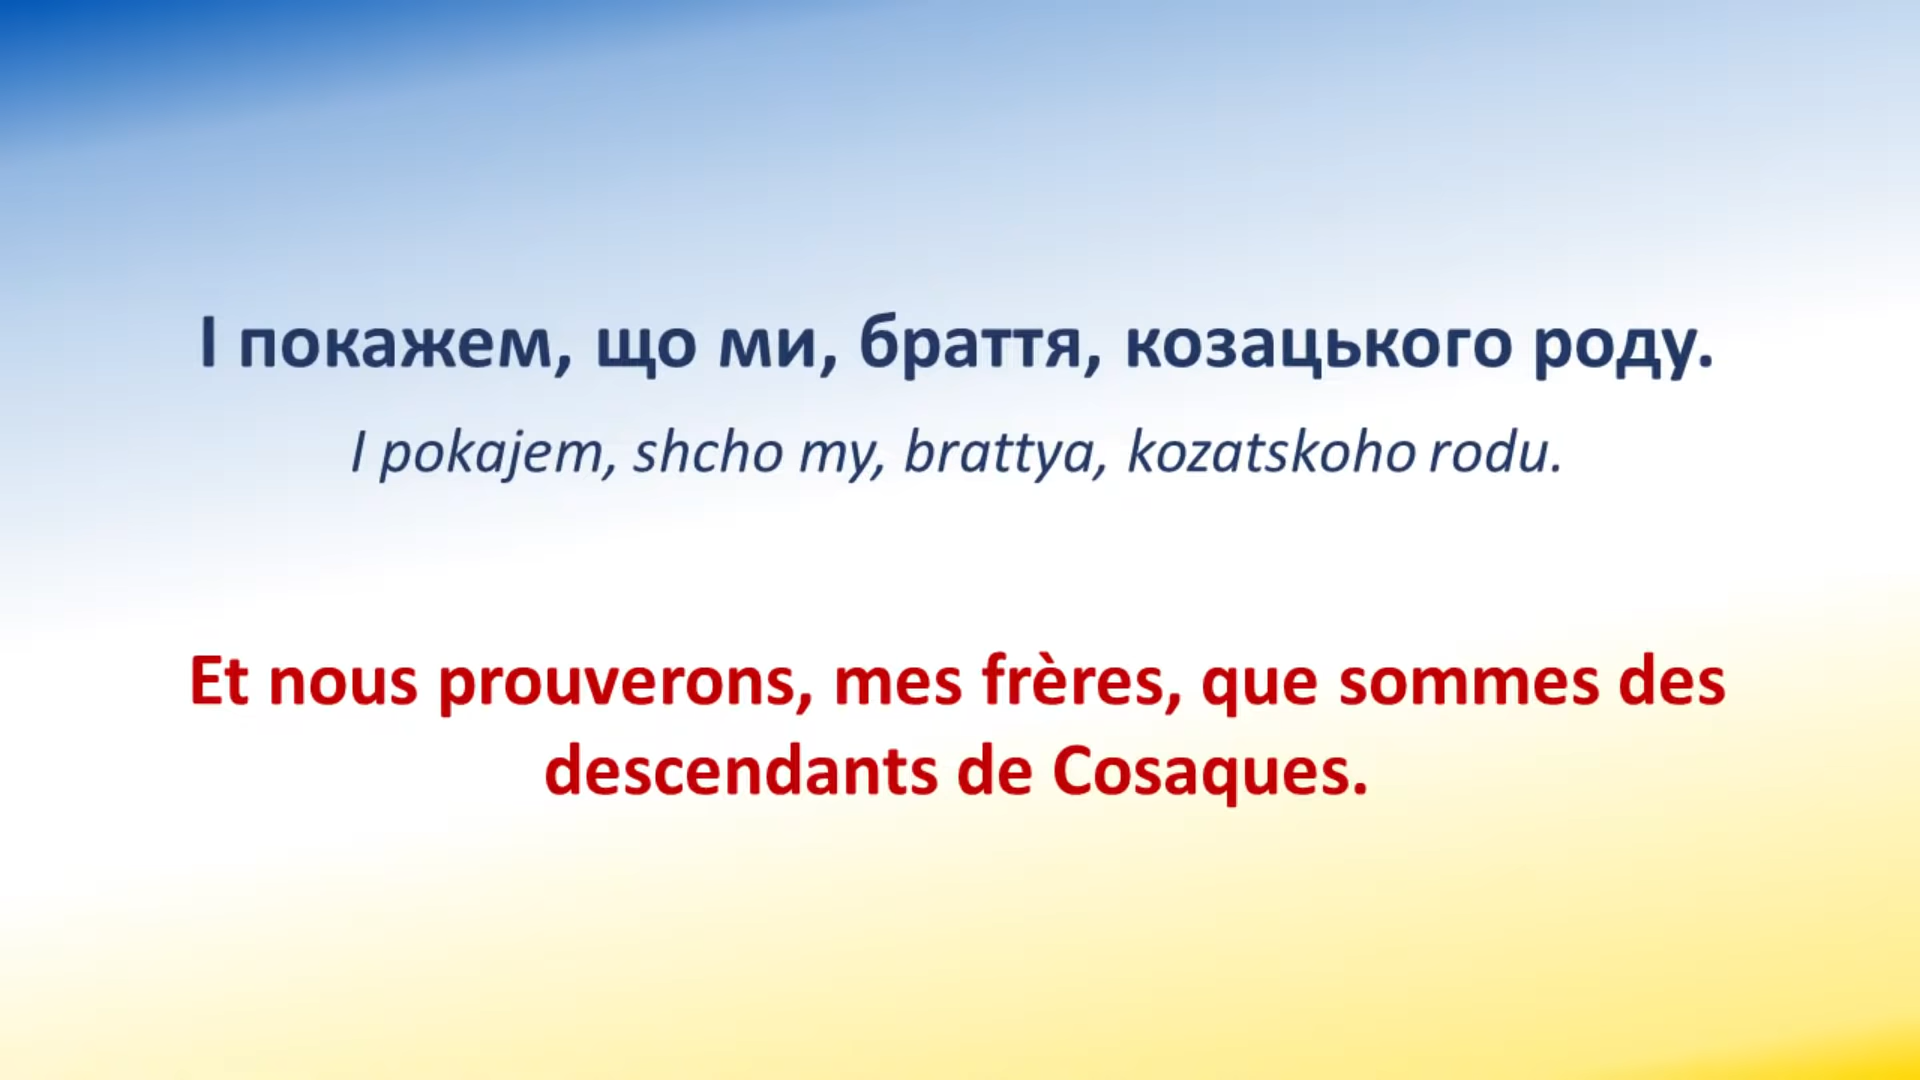 І покажем, що ми, браття, козацького роду.
I pokajem, shcho my, brattya, kozatskoho rodu.
Et nous prouverons, mes frères, que sommes des
descendants de Cosaques.